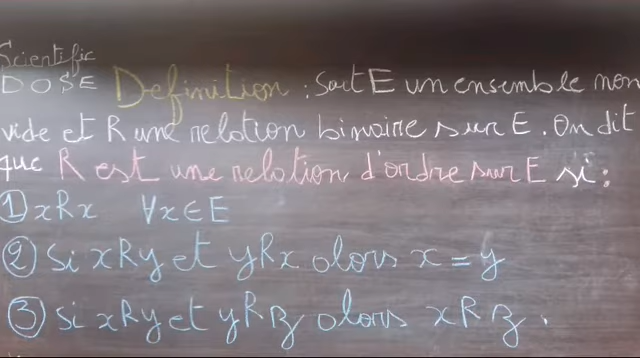 Scientific
DOSE Definition : Soit E un ensemble non
vide et R une relation binaire sur E. On dit
que R est une relation d'ordre sur E si :
① xRx ∀x∈E
② Si xRy et yRx alors x = y
③ Si xRy et yRz alors xRz.